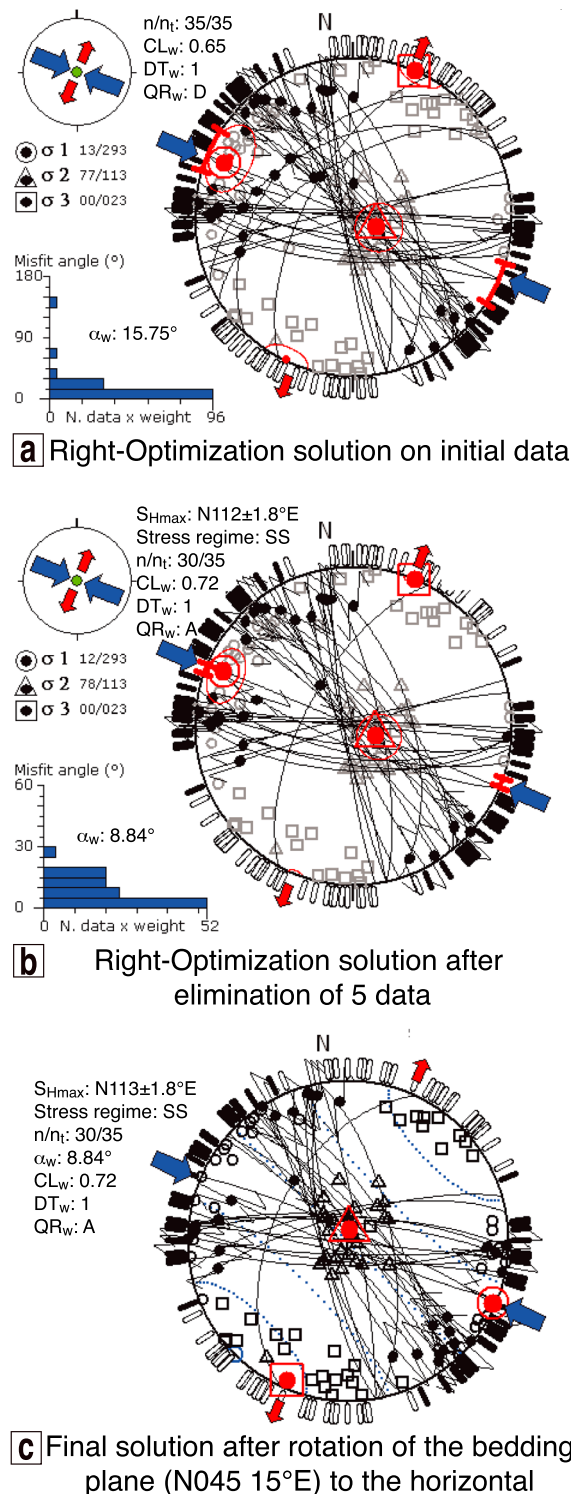 N
n/nt: 35/35
CLw: 0.65
DTw: 1
QRw: D
σ 1 13/293
σ 2 77/113
σ 3 00/023
Misfit angle (°)
180
90
0
αw: 15.75°
0 N. data x weight 96
a Right-Optimization solution on initial data
SHmax: N112±1.8°E
Stress regime: SS
n/nt: 30/35
CLw: 0.72
DTw: 1
QRw: A
N
σ 1 12/293
σ 2 78/113
σ 3 00/023
Misfit angle (°)
60
30
0
αw: 8.84°
0 N. data x weight 52
b Right-Optimization solution after
elimination of 5 data
N
SHmax: N113±1.8°E
Stress regime: SS
n/nt: 30/35
αw: 8.84°
CLw: 0.72
DTw: 1
QRw: A
c Final solution after rotation of the bedding
plane (N045 15°E) to the horizontal